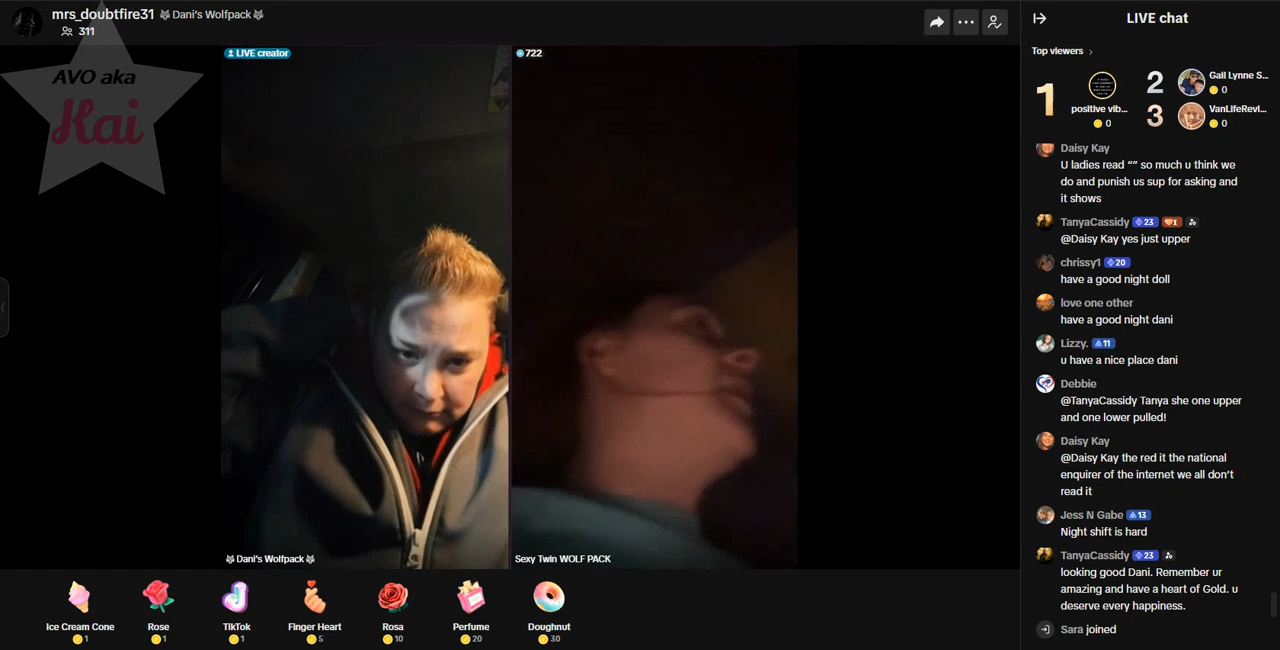 mrs_doubtfire31 🐺Dani's Wolfpack🐺
311
AVO aka
Kai
LIVE creator
722
🐺Dani's Wolfpack🐺
Sexy Twin WOLF PACK
Ice Cream Cone
1
Rose
1
TikTok
1
Finger Heart
5
Rosa
10
Perfume
20
Doughnut
30
LIVE chat
Top viewers >
1
positive vib...
0
2
Gail Lynne S...
0
3
VanLifeRevi...
0
Daisy Kay
U ladies read “” so much u think we
do and punish us sup for asking and
it shows
TanyaCassidy 23 I
@Daisy Kay yes just upper
chrissy1 20
have a good night doll
love one other
have a good night dani
Lizzy. 11
u have a nice place dani
Debbie
@TanyaCassidy Tanya she one upper
and one lower pulled!
Daisy Kay
@Daisy Kay the red it the national
enquirer of the internet we all don't
read it
Jess N Gabe 13
Night shift is hard
TanyaCassidy 23
looking good Dani. Remember ur
amazing and have a heart of Gold. u
deserve every happiness.
Sara joined